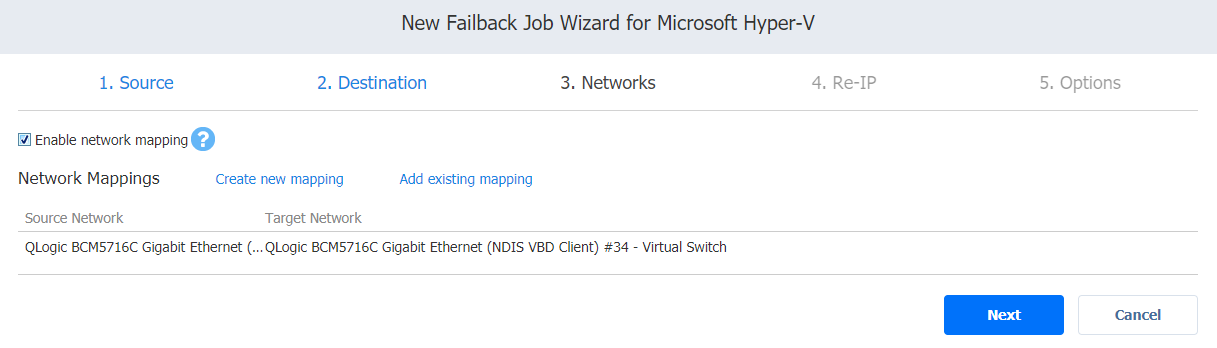 New Failback Job Wizard for Microsoft Hyper-V
1. Source 2. Destination 3. Networks 4. Re-IP 5. Options
Enable network mapping ?
Network Mappings Create new mapping Add existing mapping
Source Network Target Network
QLogic BCM5716C Gigabit Ethernet (... QLogic BCM5716C Gigabit Ethernet (NDIS VBD Client) #34 - Virtual Switch
Next Cancel